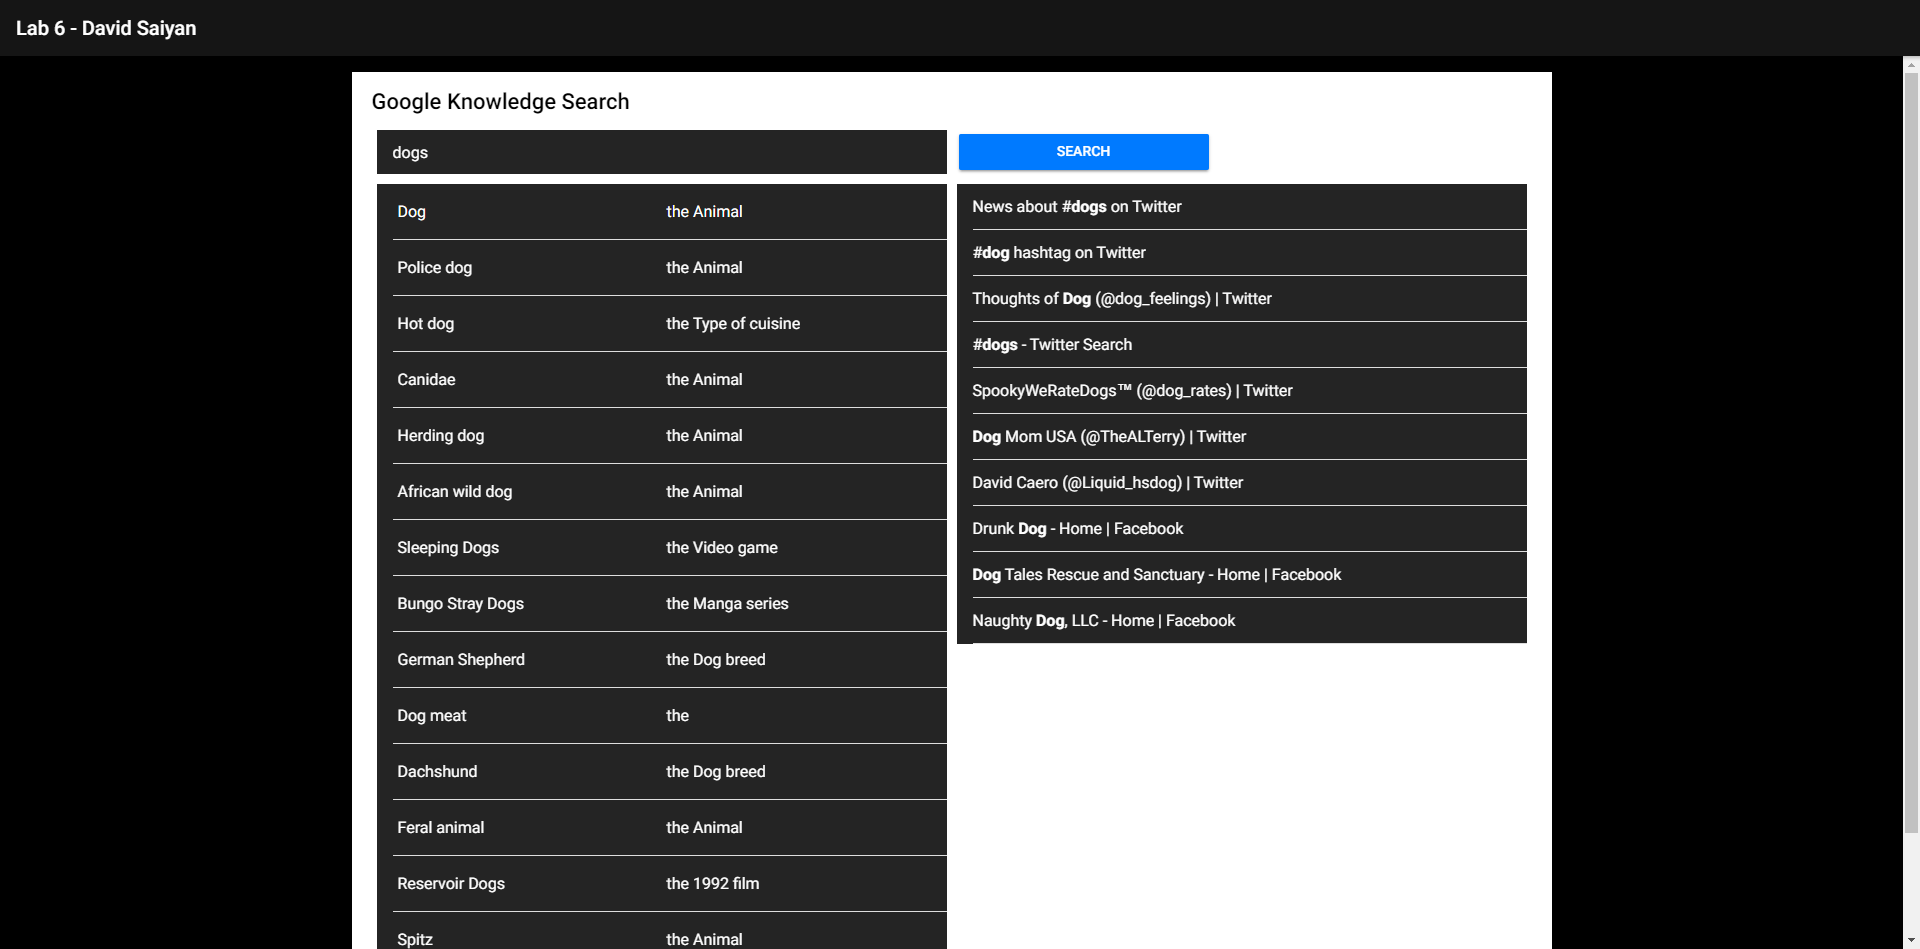 Lab 6 - David Saiyan
Google Knowledge Search
dogs
SEARCH
Dog the Animal
Police dog the Animal
Hot dog the Type of cuisine
Canidae the Animal
Herding dog the Animal
African wild dog the Animal
Sleeping Dogs the Video game
Bungo Stray Dogs the Manga series
German Shepherd the Dog breed
Dog meat the
Dachshund the Dog breed
Feral animal the Animal
Reservoir Dogs the 1992 film
Spitz the Animal
News about #dogs on Twitter
#dog hashtag on Twitter
Thoughts of Dog (@dog_feelings) | Twitter
#dogs - Twitter Search
SpookyWeRateDogs™ (@dog_rates) | Twitter
Dog Mom USA (@TheALTerry) | Twitter
David Caero (@Liquid_hsdog) | Twitter
Drunk Dog - Home | Facebook
Dog Tales Rescue and Sanctuary - Home | Facebook
Naughty Dog, LLC - Home | Facebook